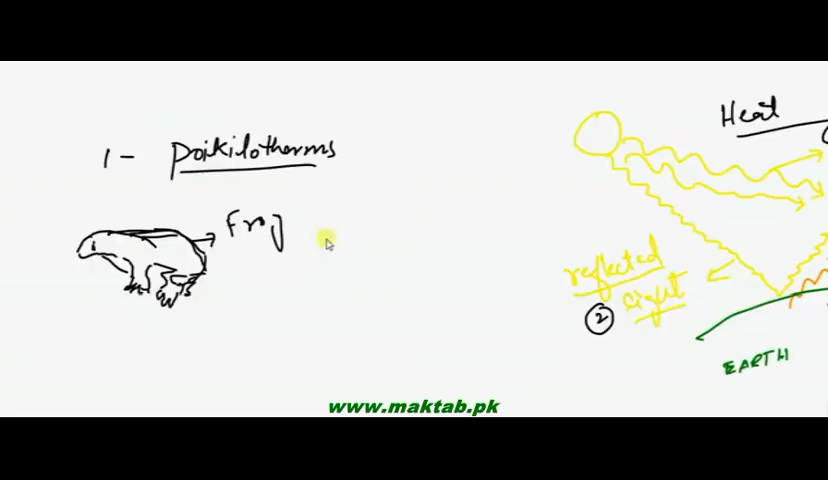 1 - Poikilotherms
Frog
Heat
reflected
light
2
EARTH
www.maktab.pk